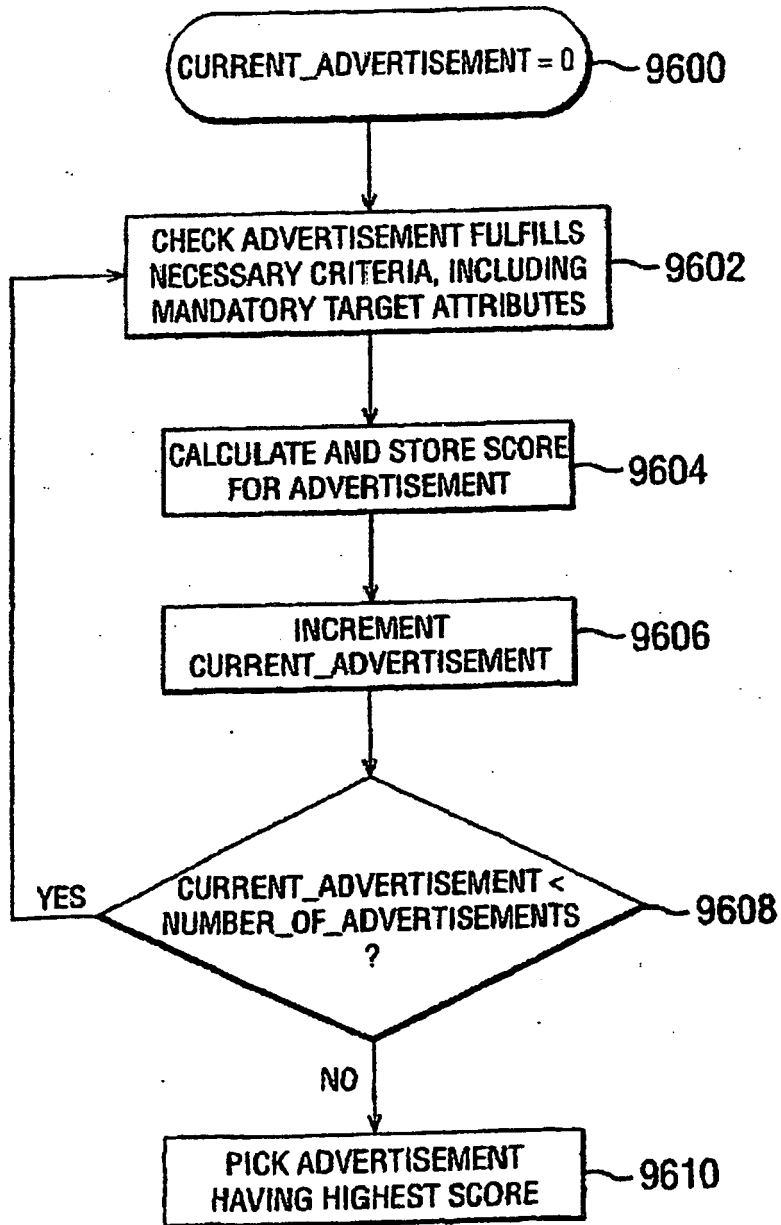 CURRENT_ADVERTISEMENT = 0
9600
CHECK ADVERTISEMENT FULFILLS
NECESSARY CRITERIA, INCLUDING
MANDATORY TARGET ATTRIBUTES
9602
CALCULATE AND STORE SCORE
FOR ADVERTISEMENT
9604
INCREMENT
CURRENT_ADVERTISEMENT
9606
YES
CURRENT_ADVERTISEMENT <
NUMBER_OF_ADVERTISEMENTS
?
9608
NO
PICK ADVERTISEMENT
HAVING HIGHEST SCORE
9610